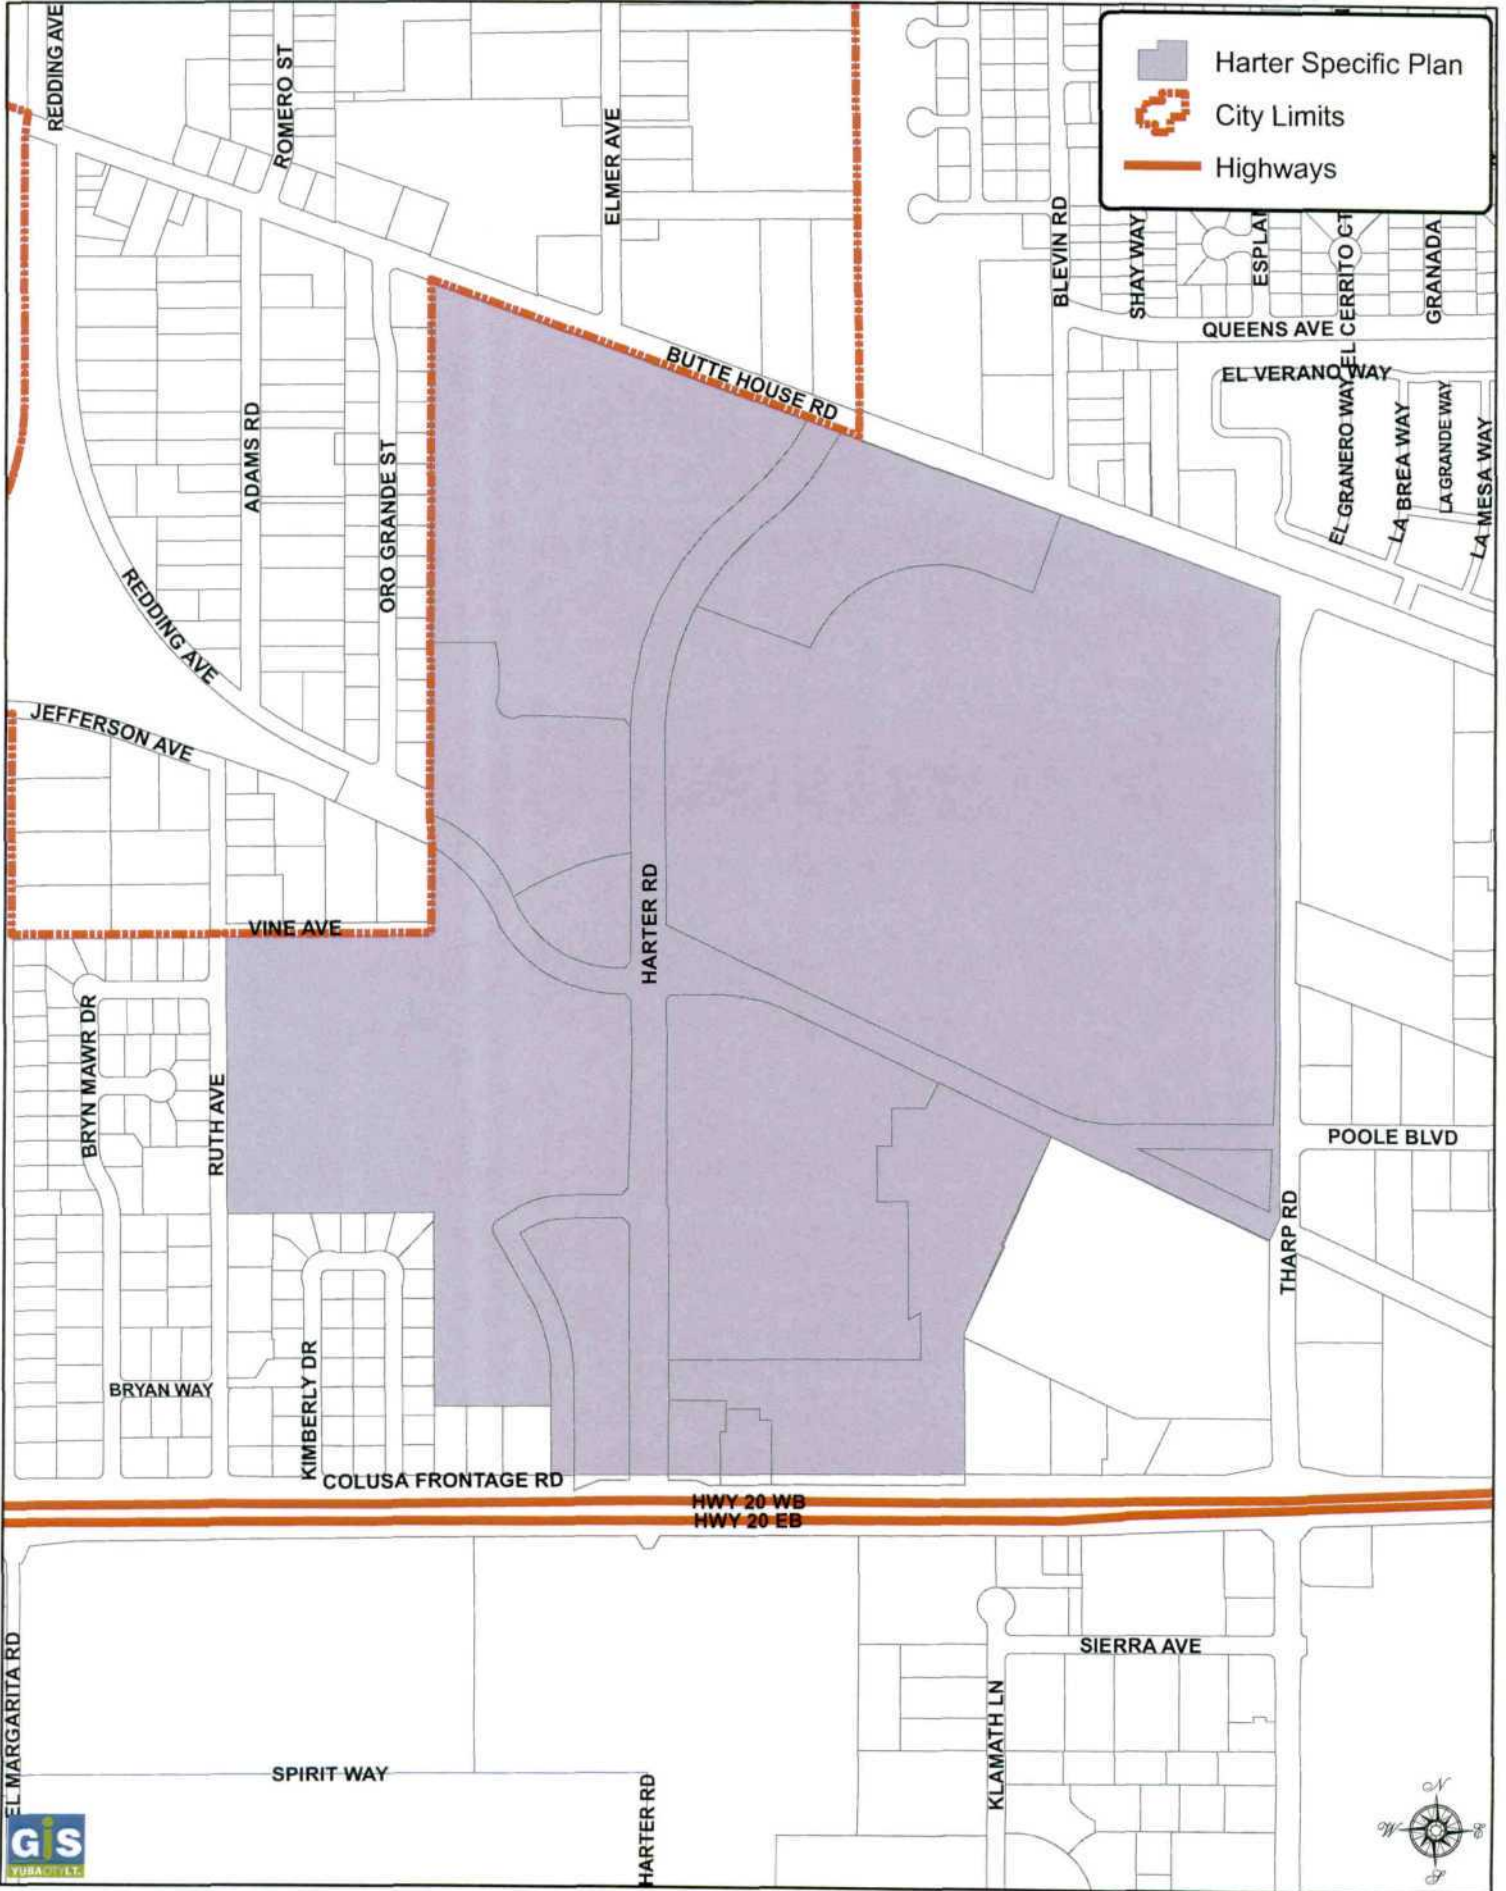 Harter Specific Plan
City Limits
Highways
REDDING AVE
ROMERO ST
ELMER AVE
BLEVIN RD
SHAY WAY
EL CERRITO CT
GRANADA
QUEENS AVE
EL VERANO WAY
BUTTE HOUSE RD
EL GRANERO WAY
LA BREA WAY
LA GRANDE WAY
LA MESA WAY
ADAMS RD
ORO GRANDE ST
REDDING AVE
JEFFERSON AVE
VINE AVE
HARTER RD
BRYN MAWR DR
RUTH AVE
POOLE BLVD
THARP RD
KIMBERLY DR
BRYAN WAY
COLUSA FRONTAGE RD
HWY 20 WB
HWY 20 EB
SIERRA AVE
EL MARGARITA RD
KLAMATH LN
SPIRIT WAY
HARTER RD
GIS
N
W
E
S